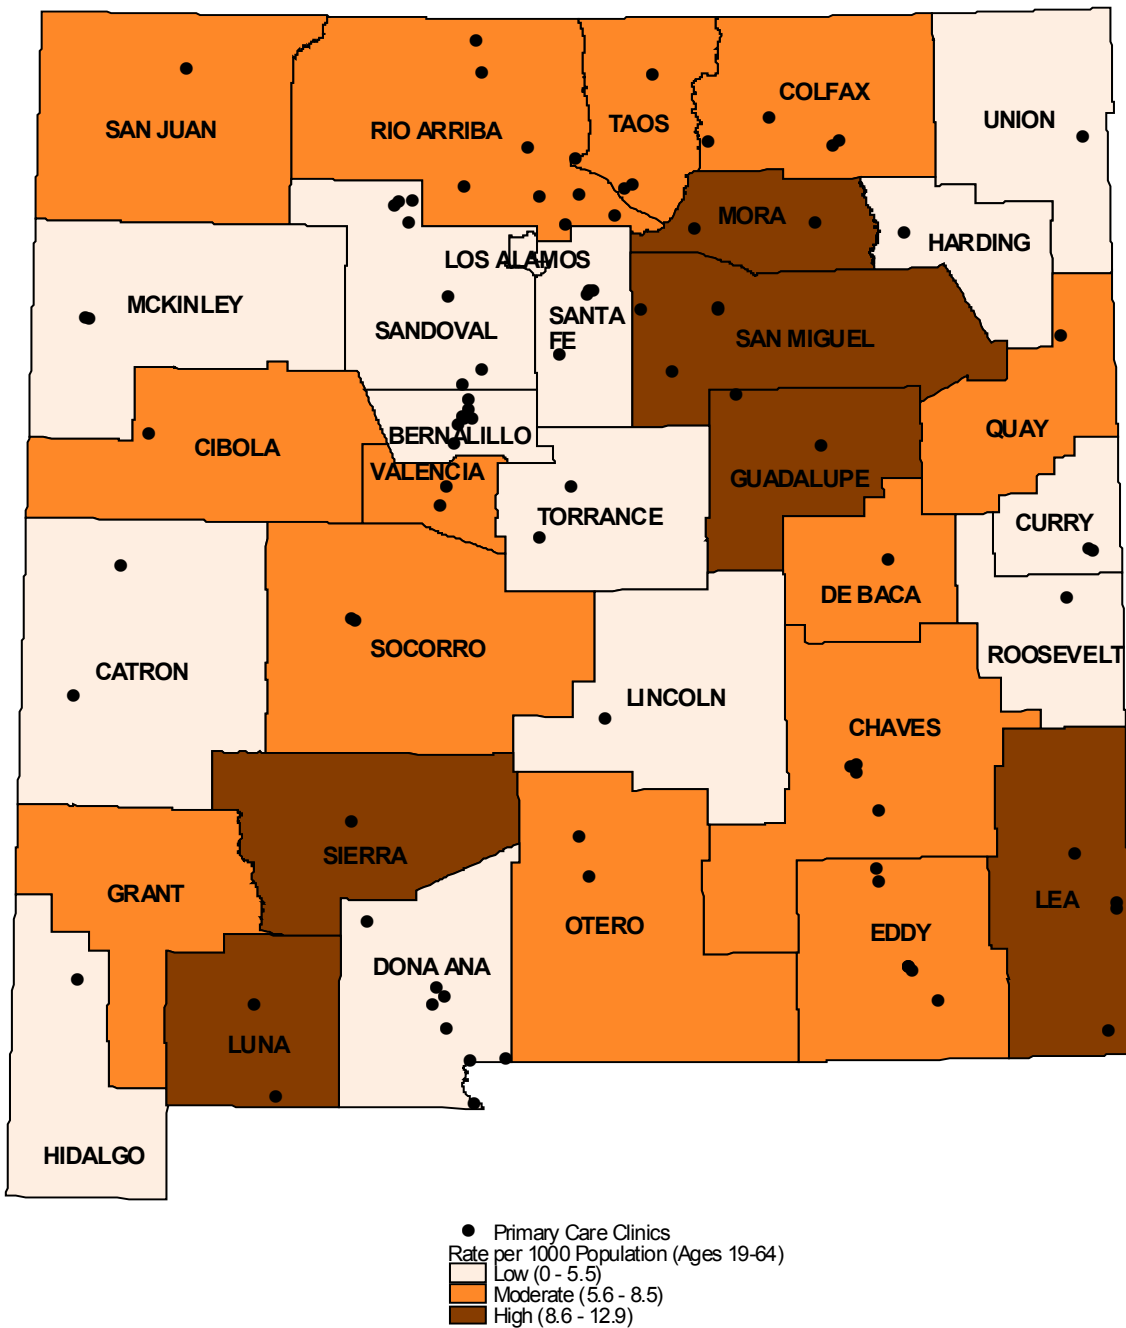 COLFAX
UNION
SAN JUAN
RIO ARRIBA
TAOS
MORA
HARDING
LOS ALAMOS
MCKINLEY
SANDOVAL
SANTA
FE
SAN MIGUEL
CIBOLA
BERNALILLO
QUAY
VALENCIA
GUADALUPE
TORRANCE
CURRY
DE BACA
SOCORRO
ROOSEVELT
CATRON
LINCOLN
CHAVES
SIERRA
GRANT
LEA
OTERO
EDDY
DONA ANA
LUNA
HIDALGO
Primary Care Clinics
Rate per 1000 Population (Ages 19-64)
Low (0 - 5.5)
Moderate (5.6 - 8.5)
High (8.6 - 12.9)